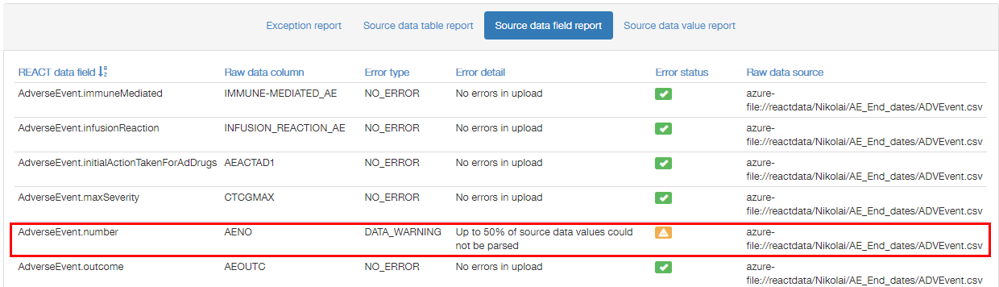 Exception report Source data table report Source data field report Source data value report
REACT data field Raw data column Error type Error detail Error status Raw data source
AdverseEvent.immuneMediated IMMUNE-MEDIATED_AE NO_ERROR No errors in upload azure-
file://reactdata/Nikolai/AE_End_dates/ADVEvent.csv
AdverseEvent.infusionReaction INFUSION_REACTION_AE NO_ERROR No errors in upload azure-
file://reactdata/Nikolai/AE_End_dates/ADVEvent.csv
AdverseEvent.initialActionTakenForAdDrugs AEACTAD1 NO_ERROR No errors in upload azure-
file://reactdata/Nikolai/AE_End_dates/ADVEvent.csv
AdverseEvent.maxSeverity CTCGMAX NO_ERROR No errors in upload azure-
file://reactdata/Nikolai/AE_End_dates/ADVEvent.csv
AdverseEvent.number AENO DATA_WARNING Up to 50% of source data values could azure-
not be parsed file://reactdata/Nikolai/AE_End_dates/ADVEvent.csv
AdverseEvent.outcome AEOUTC NO_ERROR No errors in upload azure-
file://reactdata/Nikolai/AE_End_dates/ADVEvent.csv